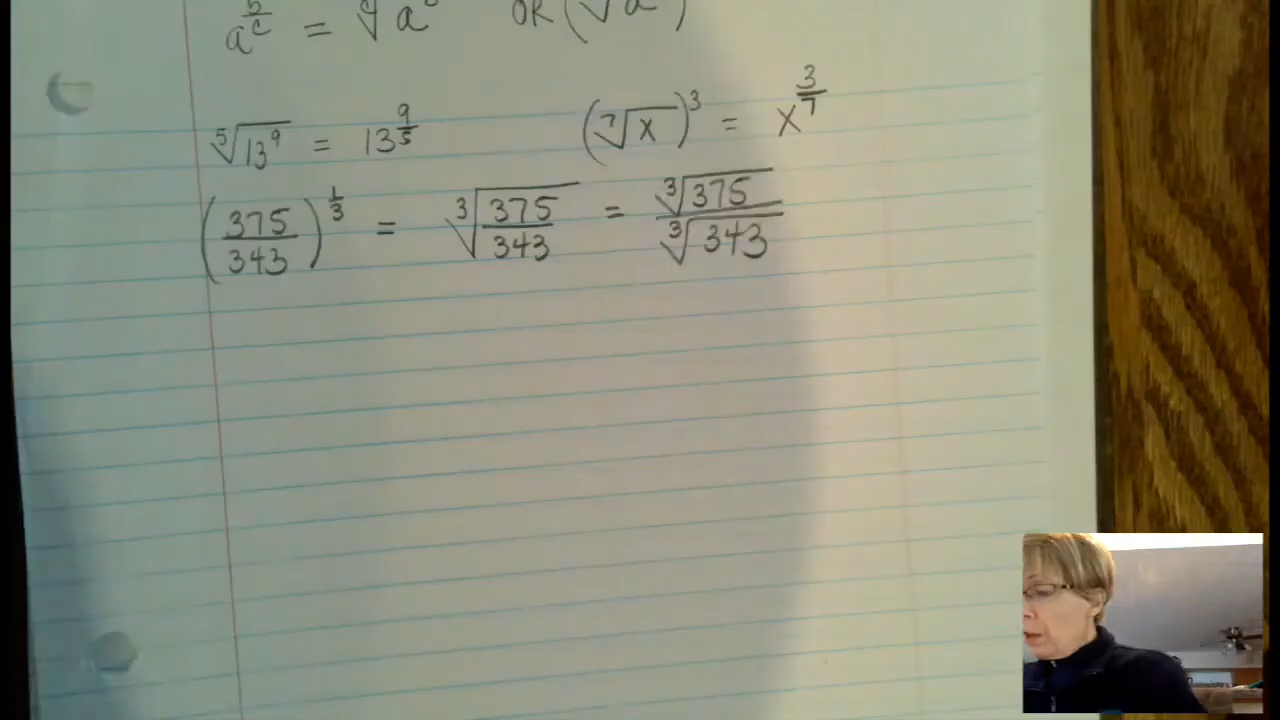 a^(b/c) = ᶜ√a^b OR (ᶜ√a)
⁵√13⁹ = 13^(9/5) (⁷√x)³ = x^(3/7)
(375/343)^(1/3) = ³√(375/343) = ³√375/³√343